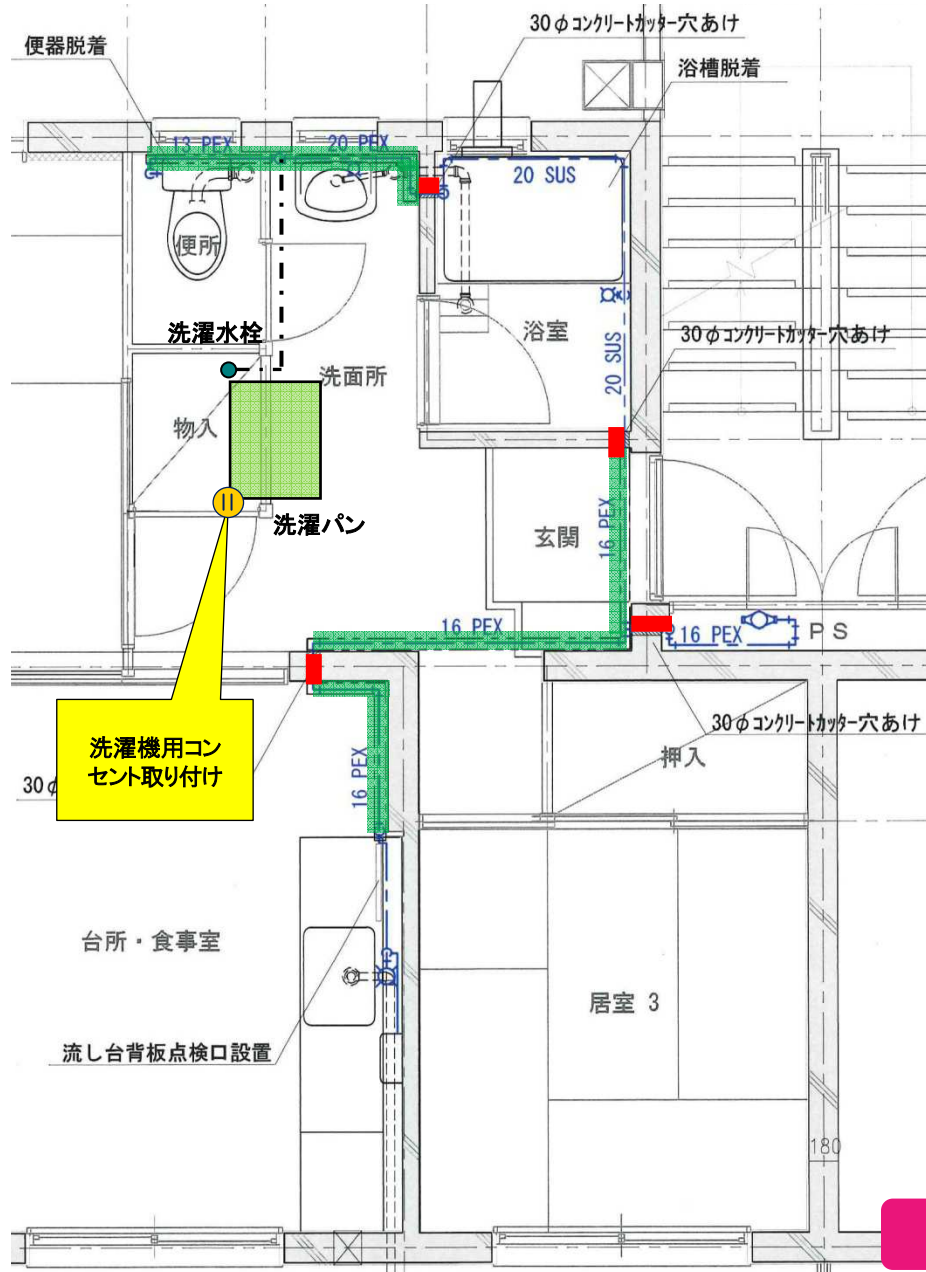 30φコンクリートカッター穴あけ
便器脱着
浴槽脱着
13 PEX
20 PEX
20 SUS
便所
洗濯水栓
洗面所
浴室
20 SUS
30φコンクリートカッター穴あけ
物入
洗濯パン
玄関
16 PEX
16 PEX
16 PEX
PS
洗濯機用コン
セント取り付け
30φ
16 PEX
30φコンクリートカッター穴あけ
押入
台所・食事室
居室 3
流し台背板点検口設置
180